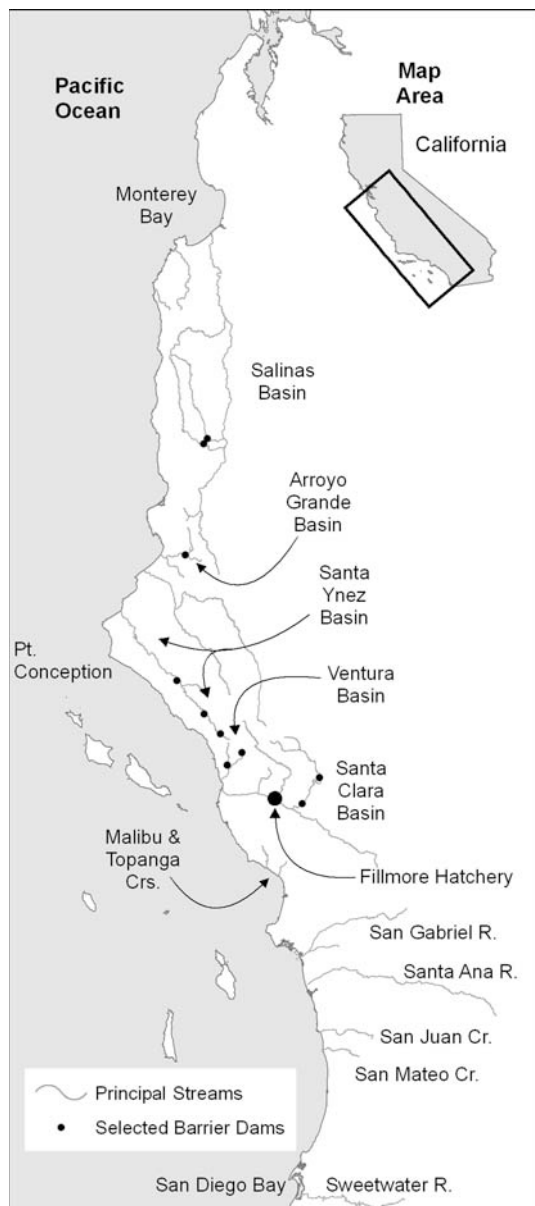 Pacific
Ocean
Map
Area
California
Monterey
Bay
Salinas
Basin
Arroyo
Grande
Basin
Santa
Ynez
Basin
Pt.
Conception
Ventura
Basin
Santa
Clara
Basin
Malibu &
Topanga
Crs.
Fillmore Hatchery
San Gabriel R.
Santa Ana R.
San Juan Cr.
San Mateo Cr.
Principal Streams
Selected Barrier Dams
San Diego Bay
Sweetwater R.